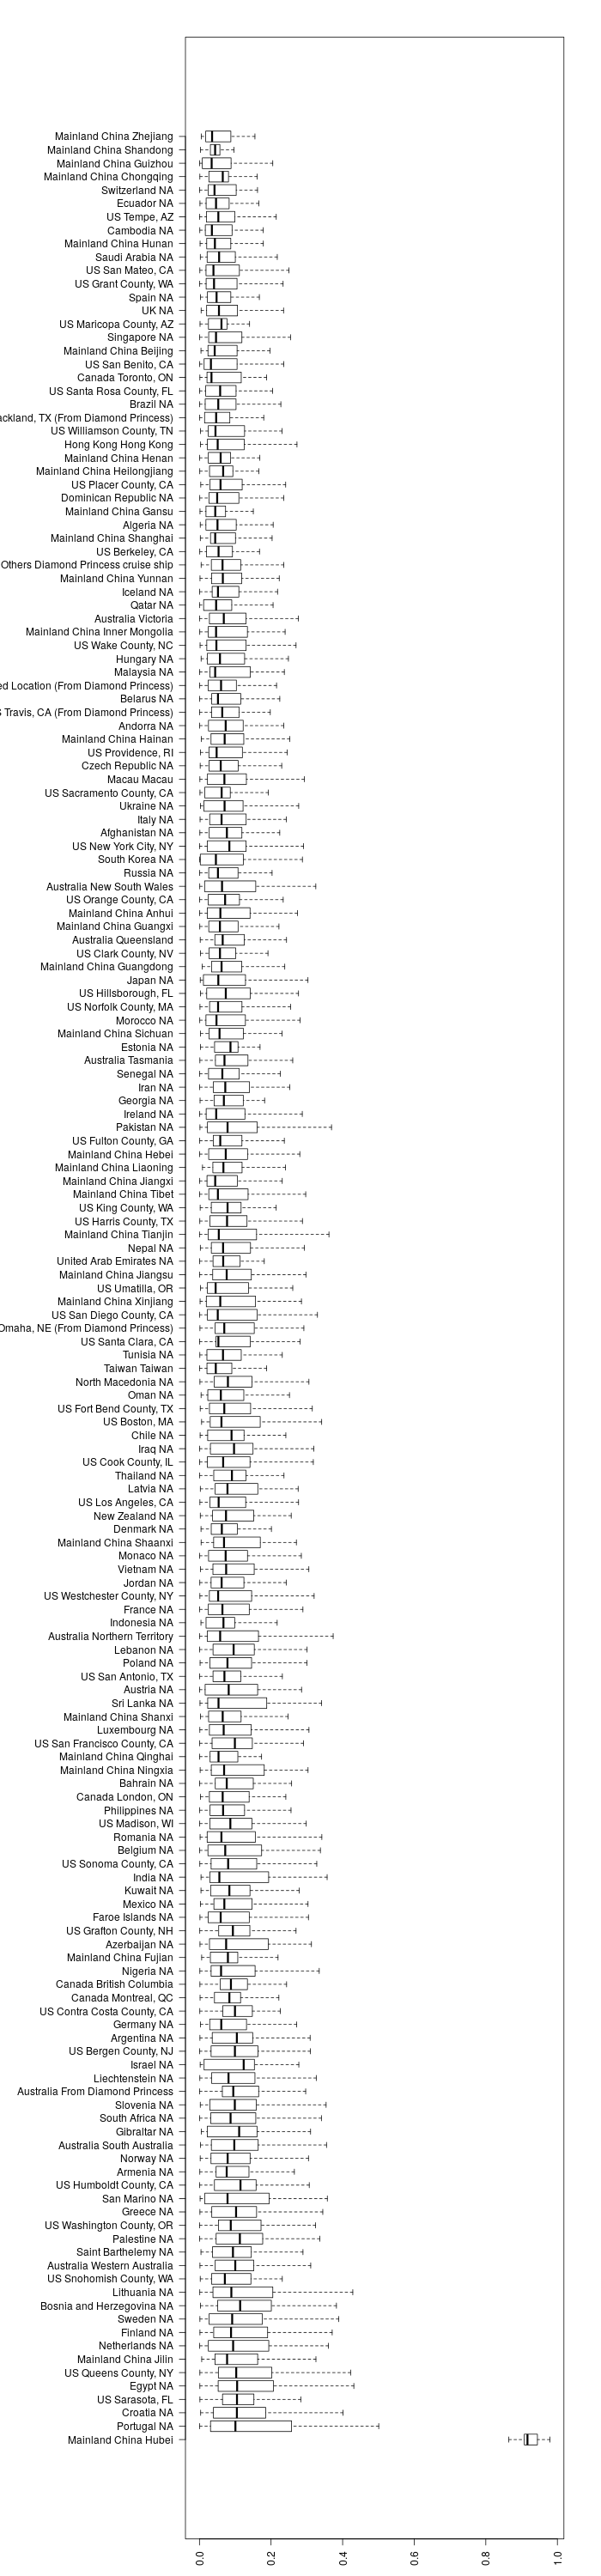 Mainland China Zhejiang
Mainland China Shandong
Mainland China Guizhou
Mainland China Chongqing
Switzerland NA
Ecuador NA
US Tempe, AZ
Cambodia NA
Mainland China Hunan
Saudi Arabia NA
US San Mateo, CA
US Grant County, WA
Spain NA
UK NA
US Maricopa County, AZ
Singapore NA
Mainland China Beijing
US San Benito, CA
Canada Toronto, ON
US Santa Rosa County, FL
Brazil NA
ackland, TX (From Diamond Princess)
US Williamson County, TN
Hong Kong Hong Kong
Mainland China Henan
Mainland China Heilongjiang
US Placer County, CA
Dominican Republic NA
Mainland China Gansu
Algeria NA
Mainland China Shanghai
US Berkeley, CA
Others Diamond Princess cruise ship
Mainland China Yunnan
Iceland NA
Qatar NA
Australia Victoria
Mainland China Inner Mongolia
US Wake County, NC
Hungary NA
Malaysia NA
ed Location (From Diamond Princess)
Belarus NA
S Travis, CA (From Diamond Princess)
Andorra NA
Mainland China Hainan
US Providence, RI
Czech Republic NA
Macau Macau
US Sacramento County, CA
Ukraine NA
Italy NA
Afghanistan NA
US New York City, NY
South Korea NA
Russia NA
Australia New South Wales
US Orange County, CA
Mainland China Anhui
Mainland China Guangxi
Australia Queensland
US Clark County, NV
Mainland China Guangdong
Japan NA
US Hillsborough, FL
US Norfolk County, MA
Morocco NA
Mainland China Sichuan
Estonia NA
Australia Tasmania
Senegal NA
Iran NA
Georgia NA
Ireland NA
Pakistan NA
US Fulton County, GA
Mainland China Hebei
Mainland China Liaoning
Mainland China Jiangxi
Mainland China Tibet
US King County, WA
US Harris County, TX
Mainland China Tianjin
Nepal NA
United Arab Emirates NA
Mainland China Jiangsu
US Umatilla, OR
Mainland China Xinjiang
US San Diego County, CA
Omaha, NE (From Diamond Princess)
US Santa Clara, CA
Tunisia NA
Taiwan Taiwan
North Macedonia NA
Oman NA
US Fort Bend County, TX
US Boston, MA
Chile NA
Iraq NA
US Cook County, IL
Thailand NA
Latvia NA
US Los Angeles, CA
New Zealand NA
Denmark NA
Mainland China Shaanxi
Monaco NA
Vietnam NA
Jordan NA
US Westchester County, NY
France NA
Indonesia NA
Australia Northern Territory
Lebanon NA
Poland NA
US San Antonio, TX
Austria NA
Sri Lanka NA
Mainland China Shanxi
Luxembourg NA
US San Francisco County, CA
Mainland China Qinghai
Mainland China Ningxia
Bahrain NA
Canada London, ON
Philippines NA
US Madison, WI
Romania NA
Belgium NA
US Sonoma County, CA
India NA
Kuwait NA
Mexico NA
Faroe Islands NA
US Grafton County, NH
Azerbaijan NA
Mainland China Fujian
Nigeria NA
Canada British Columbia
Canada Montreal, QC
US Contra Costa County, CA
Germany NA
Argentina NA
US Bergen County, NJ
Israel NA
Liechtenstein NA
Australia From Diamond Princess
Slovenia NA
South Africa NA
Gibraltar NA
Australia South Australia
Norway NA
Armenia NA
US Humboldt County, CA
San Marino NA
Greece NA
US Washington County, OR
Palestine NA
Saint Barthelemy NA
Australia Western Australia
US Snohomish County, WA
Lithuania NA
Bosnia and Herzegovina NA
Sweden NA
Finland NA
Netherlands NA
Mainland China Jilin
US Queens County, NY
Egypt NA
US Sarasota, FL
Croatia NA
Portugal NA
Mainland China Hubei
0.0
0.2
0.4
0.6
0.8
1.0